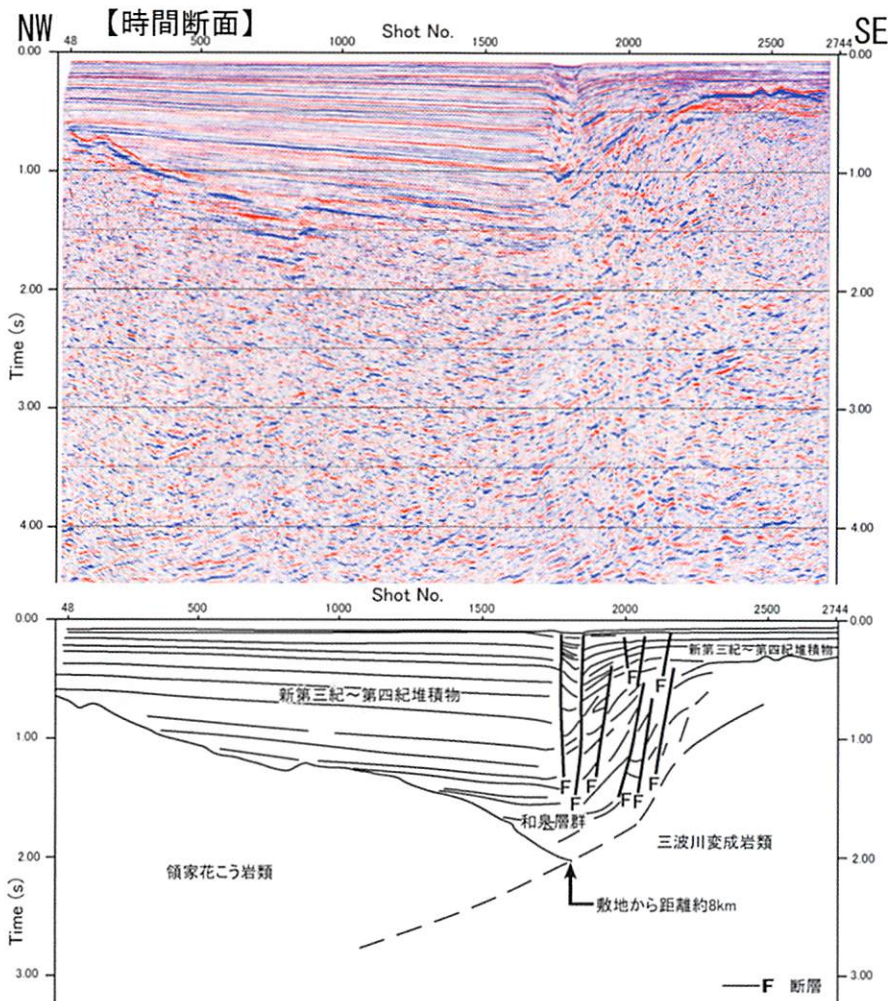 NW 【時間断面】 SE
Shot No.
48 500 1000 1500 2000 2500 2744
0.00 0.00
1.00 1.00
2.00 2.00
Time (s)
3.00 3.00
4.00 4.00
Shot No.
48 500 1000 1500 2000 2500 2744
0.00 0.00
新第三紀～第四紀堆積物
F
F
新第三紀～第四紀堆積物
1.00 1.00
F F F
F F F
和泉層群
三波川変成岩類
2.00 2.00
領家花こう岩類
敷地から距離約8km
Time (s)
3.00 3.00
F 断層